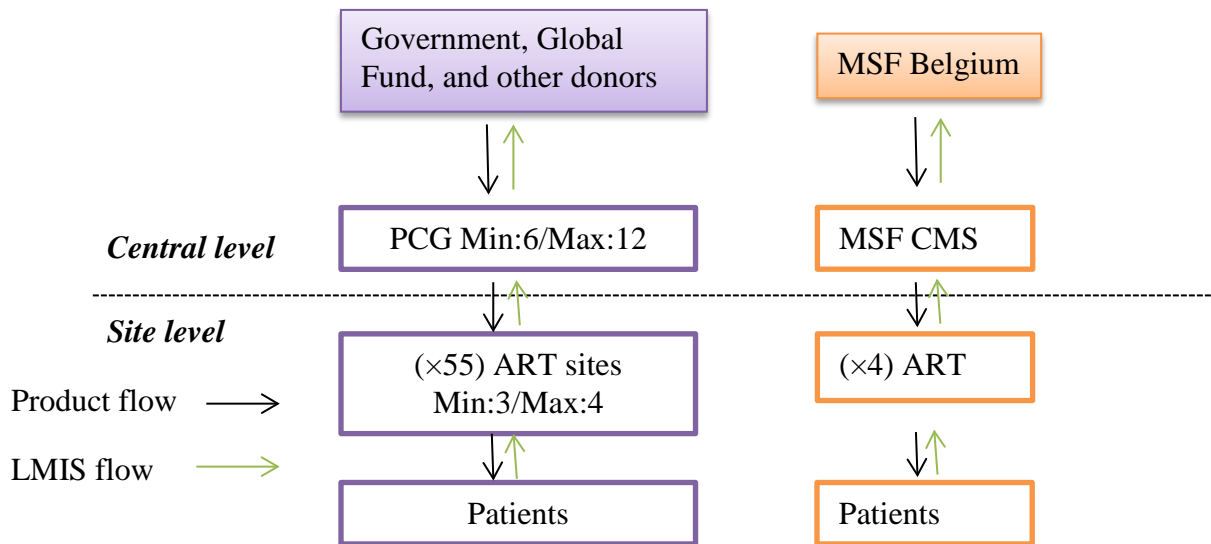 Government, Global
Fund, and other donors
MSF Belgium
Central level
PCG Min:6/Max:12
MSF CMS
Site level
(×55) ART sites
Min:3/Max:4
(×4) ART
Product flow
LMIS flow
Patients
Patients